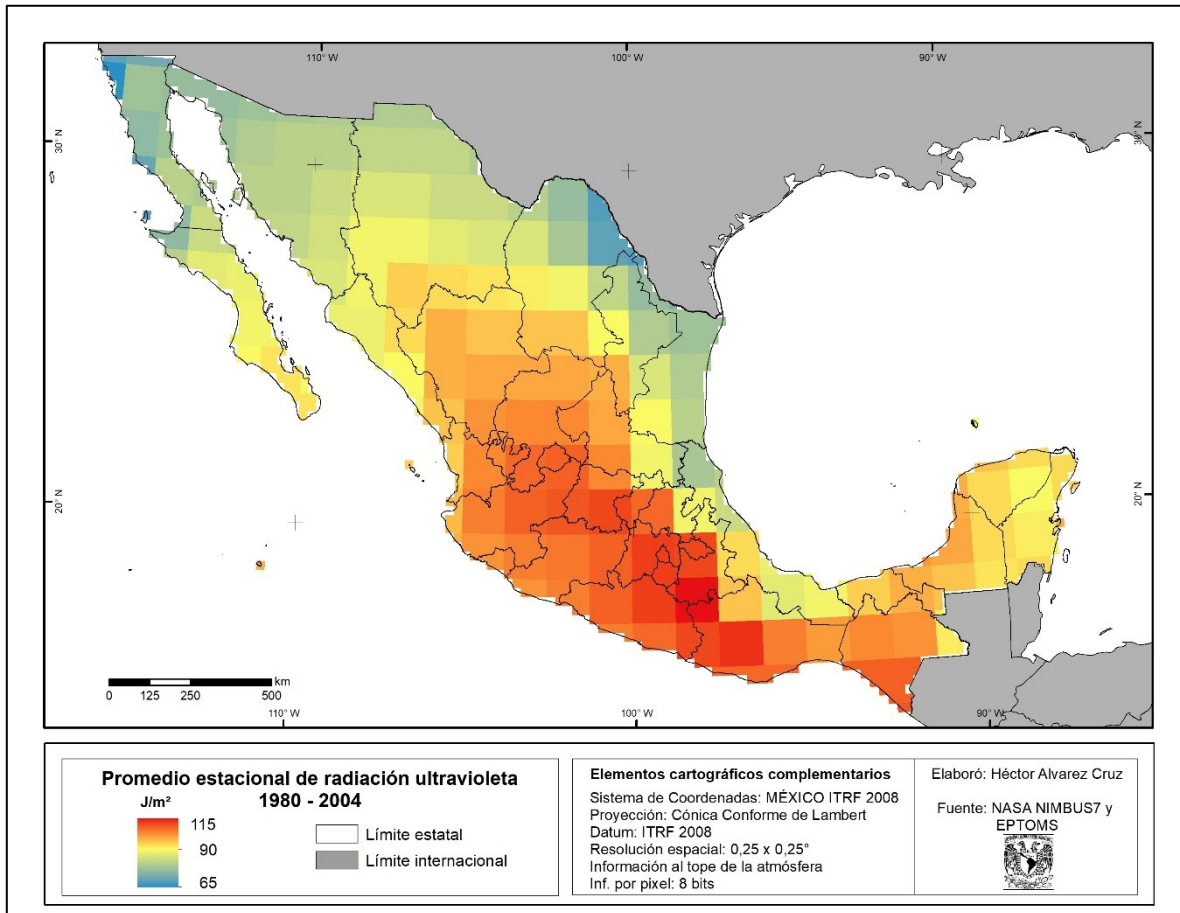 110° W 100° W 90° W
30° N 30° N
20° N 20° N
km
0 125 250 500
110° W 100° W 90° W
Promedio estacional de radiación ultravioleta
1980 - 2004
J/m²
115
90
65
Límite estatal
Límite internacional
Elementos cartográficos complementarios
Sistema de Coordenadas: MÉXICO ITRF 2008
Proyección: Cónica Conforme de Lambert
Datum: ITRF 2008
Resolución espacial: 0,25 x 0,25°
Información al tope de la atmósfera
Inf. por pixel: 8 bits
Elaboró: Héctor Alvarez Cruz
Fuente: NASA NIMBUS7 y
EPTOMS